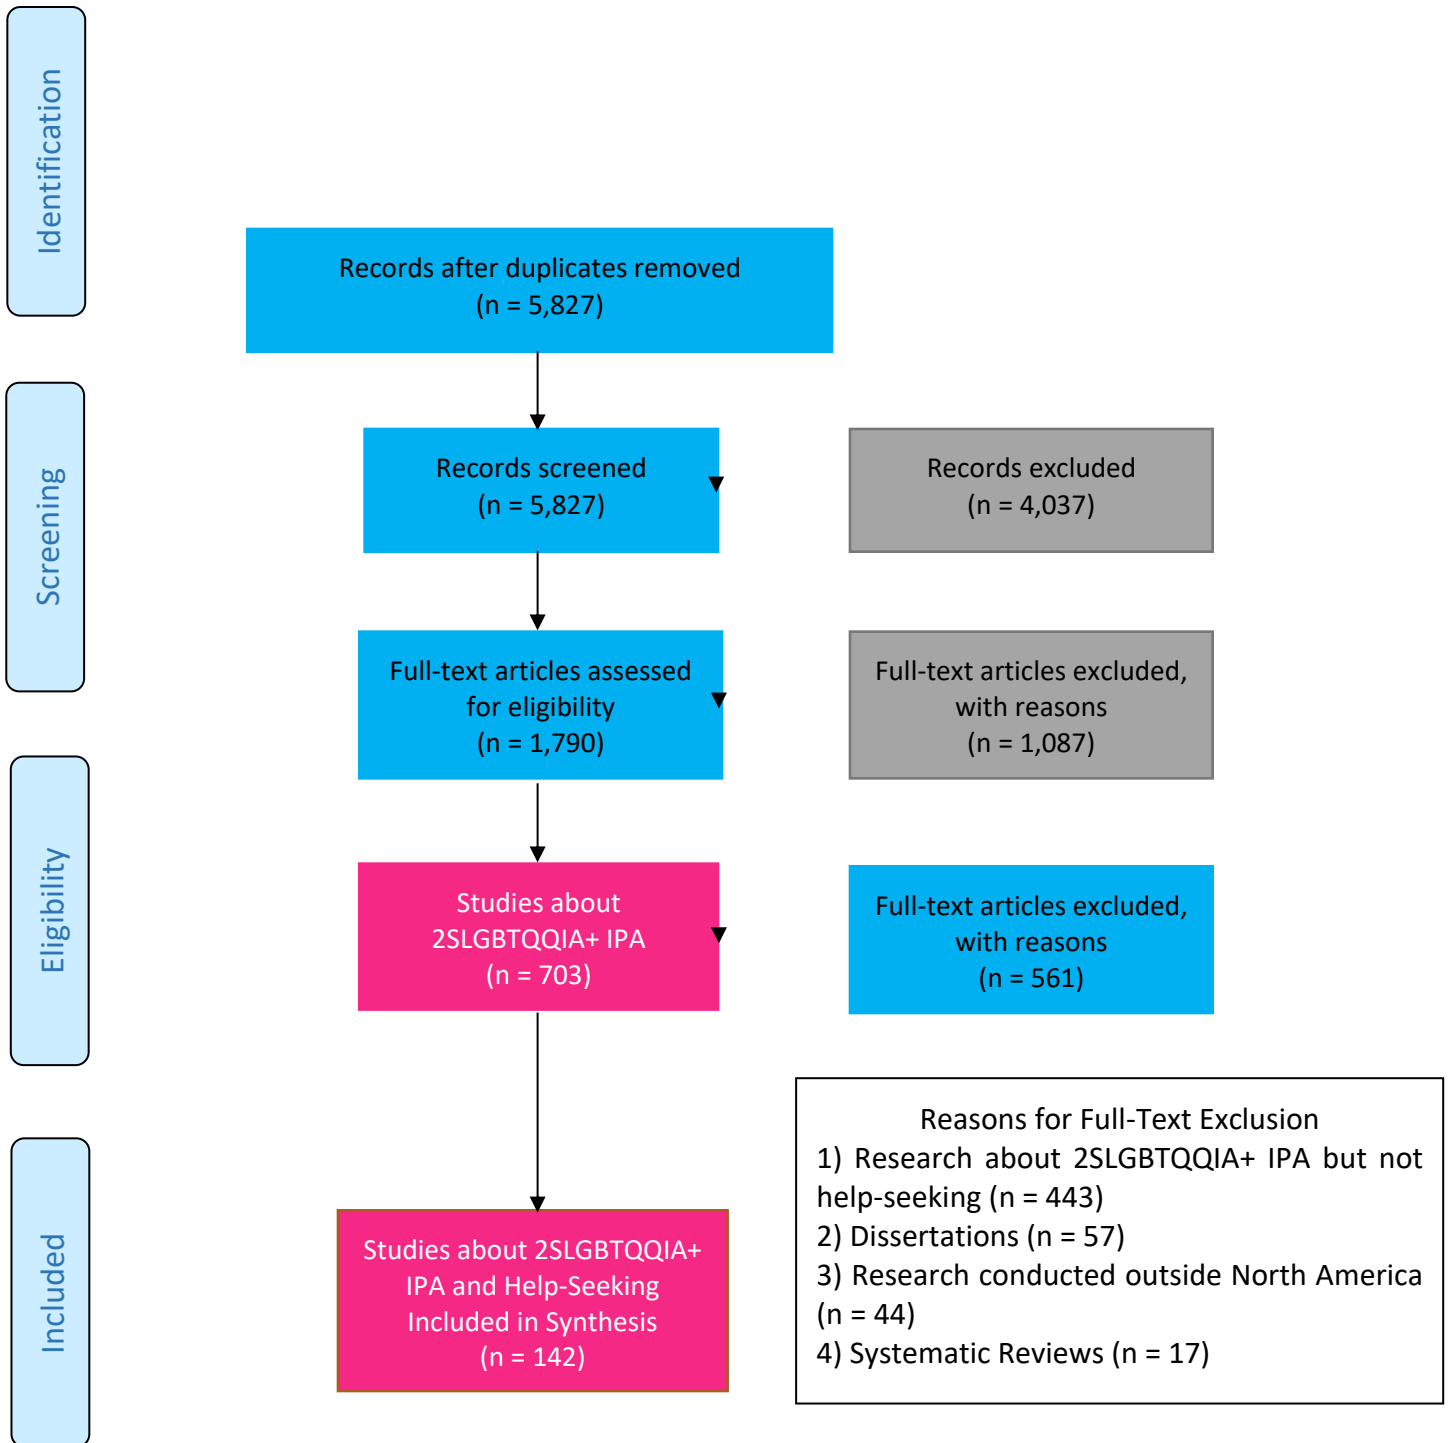 Identification
Records after duplicates removed
(n = 5,827)
Screening
Records screened
(n = 5,827)
Records excluded
(n = 4,037)
Full-text articles assessed
for eligibility
(n = 1,790)
Full-text articles excluded,
with reasons
(n = 1,087)
Eligibility
Studies about
2SLGBTQQIA+ IPA
(n = 703)
Full-text articles excluded,
with reasons
(n = 561)
Included
Studies about 2SLGBTQQIA+
IPA and Help-Seeking
Included in Synthesis
(n = 142)
Reasons for Full-Text Exclusion
1) Research about 2SLGBTQQIA+ IPA but not
help-seeking (n = 443)
2) Dissertations (n = 57)
3) Research conducted outside North America
(n = 44)
4) Systematic Reviews (n = 17)